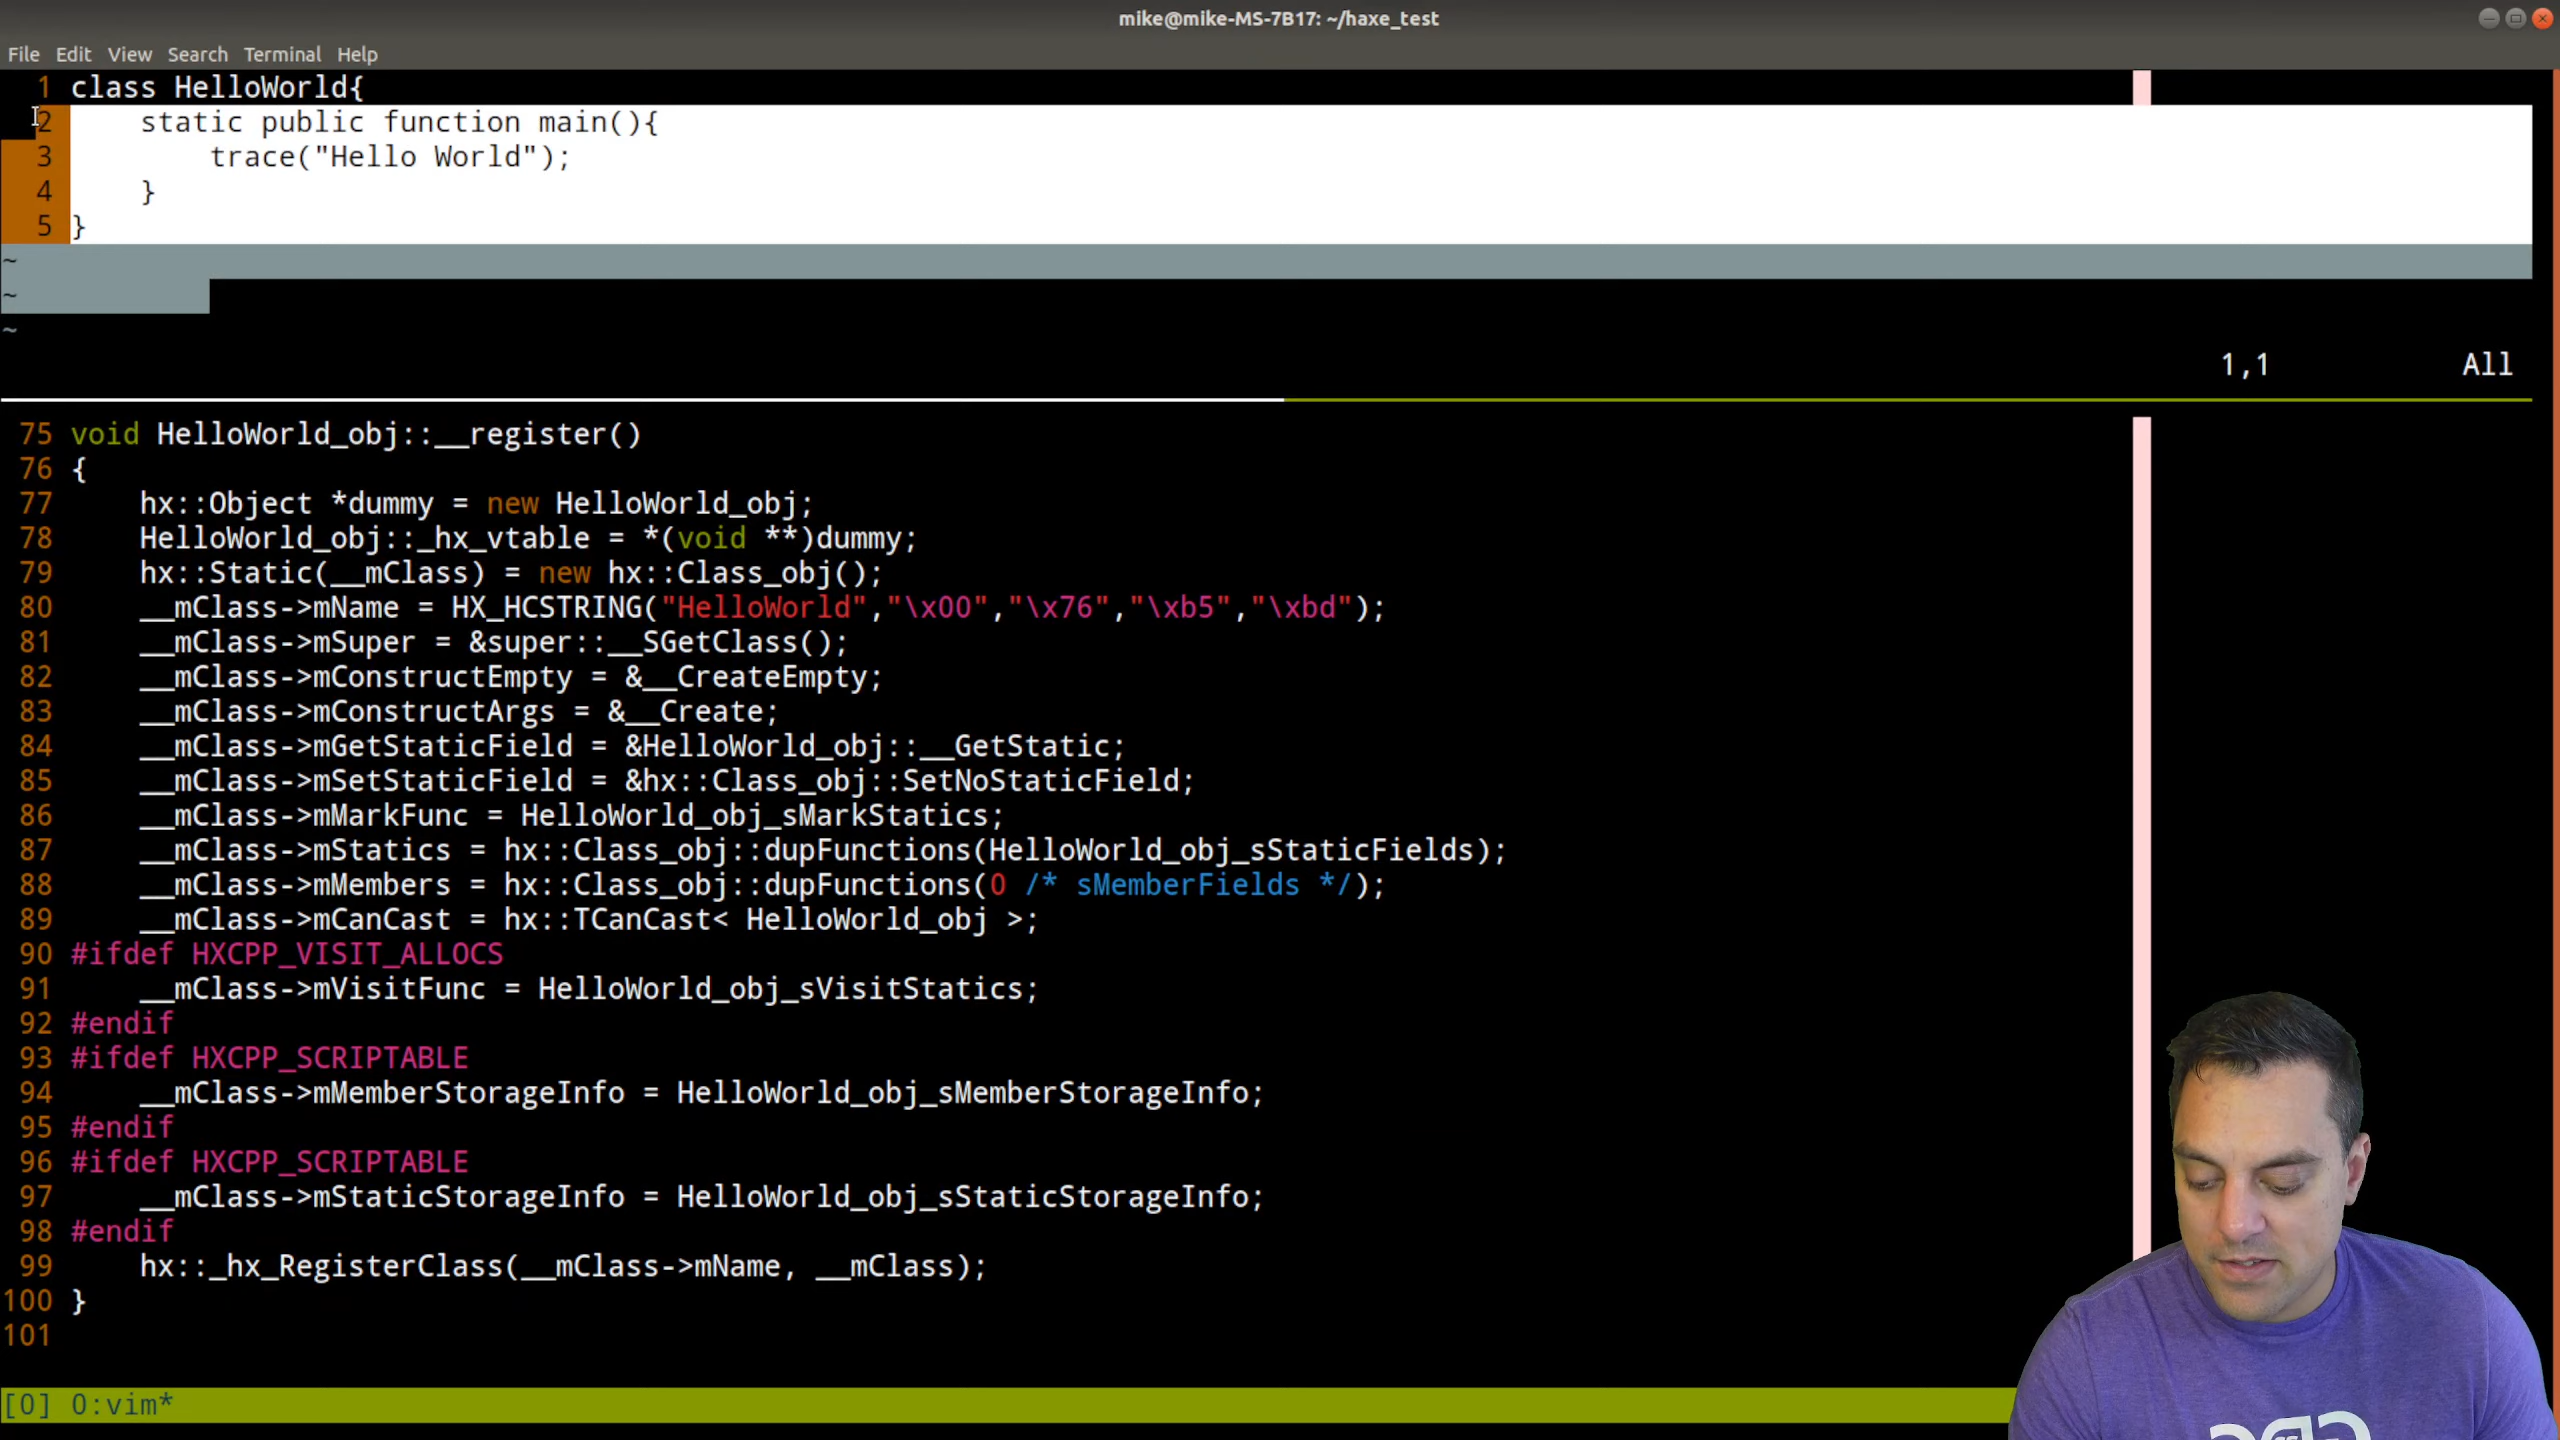 mike@mike-MS-7B17: ~/haxe_test
File Edit View Search Terminal Help
1 class HelloWorld{
2     static public function main(){
3         trace("Hello World");
4     }
5 }
~
~
~
1,1 All
75 void HelloWorld_obj::__register()
76 {
77     hx::Object *dummy = new HelloWorld_obj;
78     HelloWorld_obj::_hx_vtable = *(void **)dummy;
79     hx::Static(__mClass) = new hx::Class_obj();
80     __mClass->mName = HX_HCSTRING("HelloWorld","\x00","\x76","\xb5","\xbd");
81     __mClass->mSuper = &super::__SGetClass();
82     __mClass->mConstructEmpty = &__CreateEmpty;
83     __mClass->mConstructArgs = &__Create;
84     __mClass->mGetStaticField = &HelloWorld_obj::__GetStatic;
85     __mClass->mSetStaticField = &hx::Class_obj::SetNoStaticField;
86     __mClass->mMarkFunc = HelloWorld_obj_sMarkStatics;
87     __mClass->mStatics = hx::Class_obj::dupFunctions(HelloWorld_obj_sStaticFields);
88     __mClass->mMembers = hx::Class_obj::dupFunctions(0 /* sMemberFields */);
89     __mClass->mCanCast = hx::TCanCast< HelloWorld_obj >;
90 #ifdef HXCPP_VISIT_ALLOCS
91     __mClass->mVisitFunc = HelloWorld_obj_sVisitStatics;
92 #endif
93 #ifdef HXCPP_SCRIPTABLE
94     __mClass->mMemberStorageInfo = HelloWorld_obj_sMemberStorageInfo;
95 #endif
96 #ifdef HXCPP_SCRIPTABLE
97     __mClass->mStaticStorageInfo = HelloWorld_obj_sStaticStorageInfo;
98 #endif
99     hx::_hx_RegisterClass(__mClass->mName, __mClass);
100 }
101
[0] 0:vim*